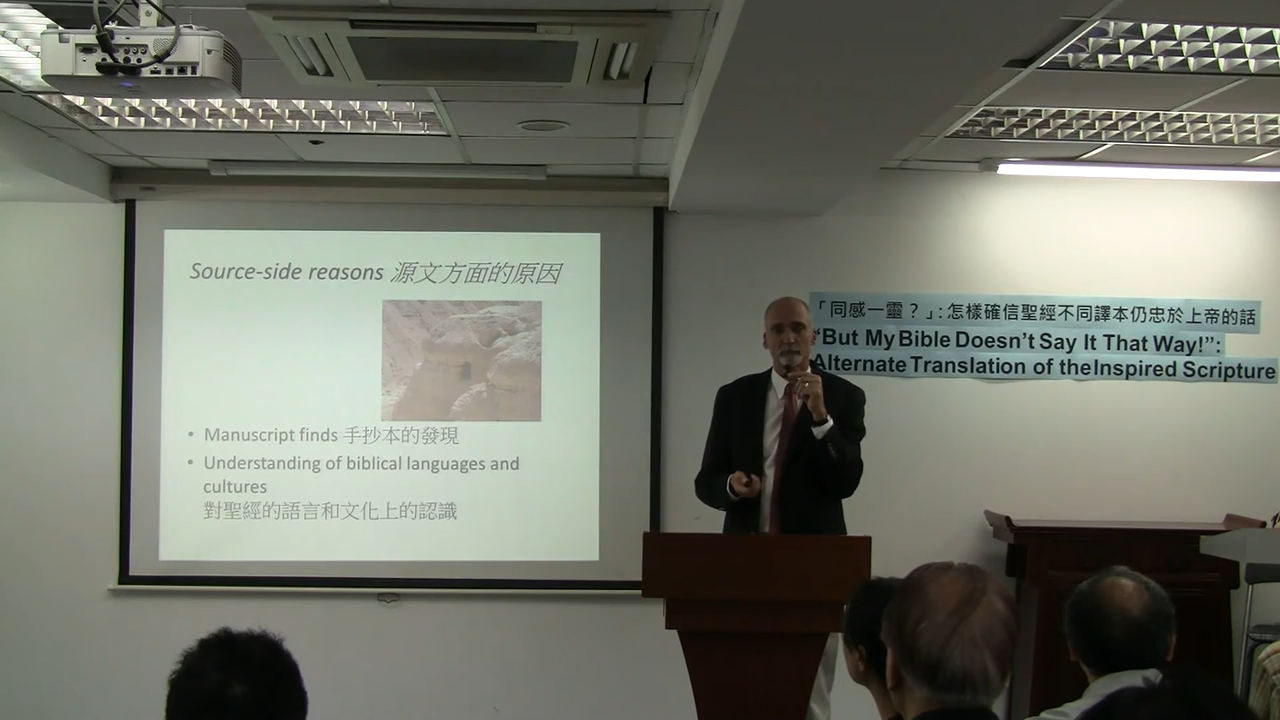 Source-side reasons 源文方面的原因
• Manuscript finds 手抄本的發現
• Understanding of biblical languages and
cultures
對聖經的語言和文化上的認識
「同感一靈？」：怎樣確信聖經不同譯本仍忠於上帝的話
“But My Bible Doesn’t Say It That Way!”:
Alternate Translation of the Inspired Scripture